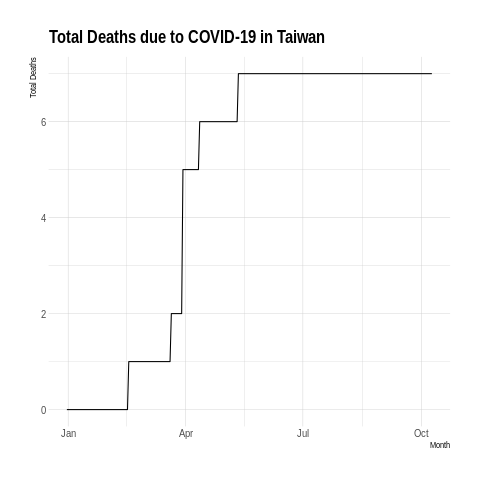 Total Deaths due to COVID-19 in Taiwan
Total Deaths
6
4
2
0
Jan Apr Jul Oct
Month